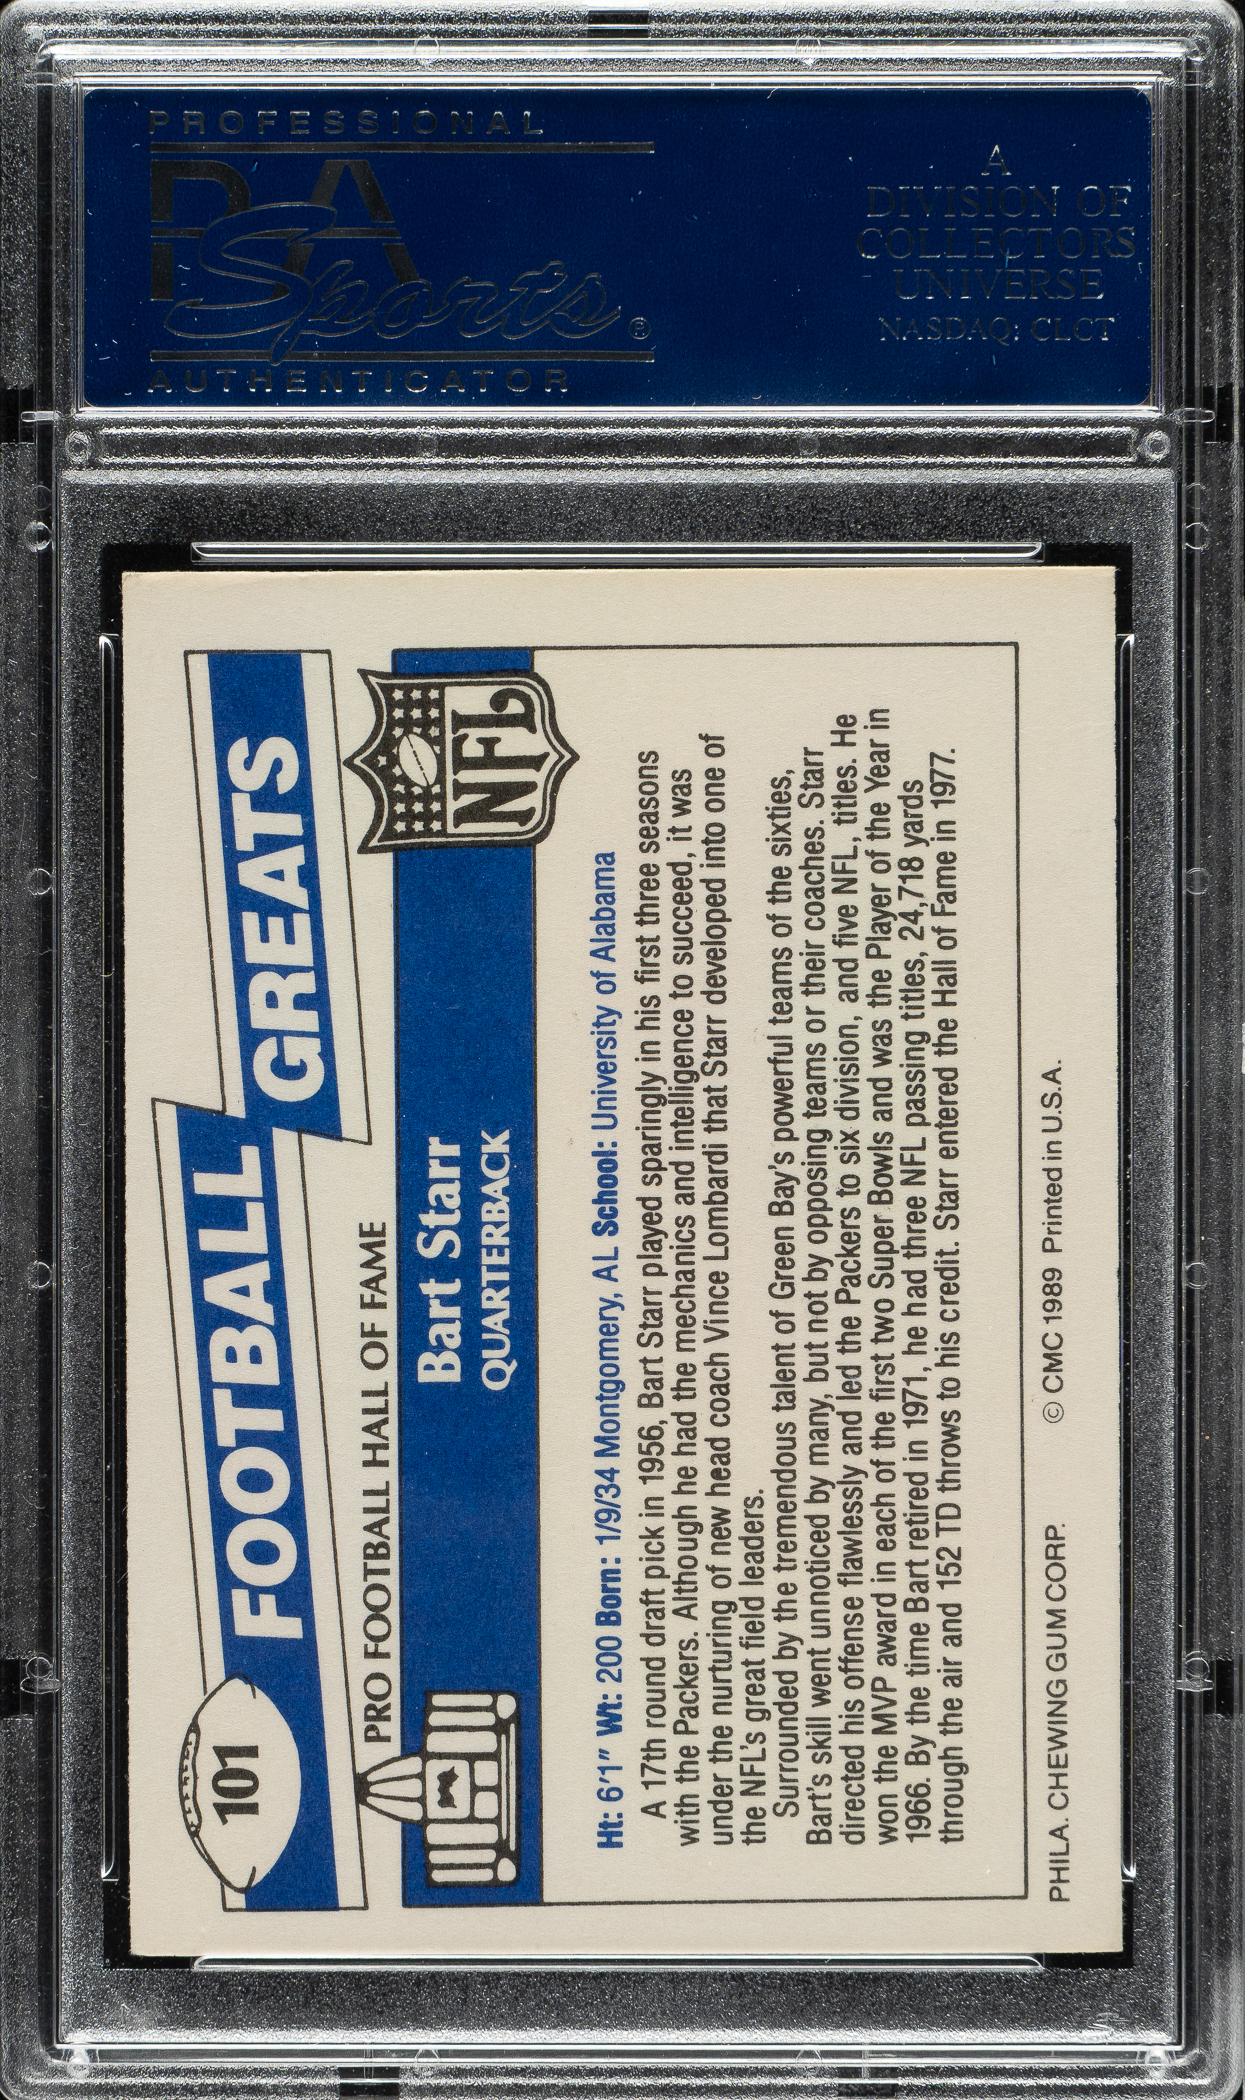 PROFESSIONAL
PSA
Sports®
AUTHENTICATOR
A
DIVISION OF
COLLECTORS
UNIVERSE
NASDAQ: CLCT
101
FOOTBALL
GREATS
PRO FOOTBALL HALL OF FAME
Bart Starr
QUARTERBACK
NFL
Ht: 6'1" Wt: 200 Born: 1/9/34 Montgomery, AL School: University of Alabama
A 17th round draft pick in 1956, Bart Starr played sparingly in his first three seasons
with the Packers. Although he had the mechanics and intelligence to succeed, it was
under the nurturing of new head coach Vince Lombardi that Starr developed into one of
the NFL's great field leaders.
Surrounded by the tremendous talent of Green Bay's powerful teams of the sixties,
Bart's skill went unnoticed by many, but not by opposing teams or their coaches. Starr
directed his offense flawlessly and led the Packers to six division, and five NFL, titles. He
won the MVP award in each of the first two Super Bowls and was the Player of the Year in
1966. By the time Bart retired in 1971, he had three NFL passing titles, 24,718 yards
through the air and 152 TD throws to his credit. Starr entered the Hall of Fame in 1977.
PHILA. CHEWING GUM CORP. © CMC 1989 Printed in U.S.A.